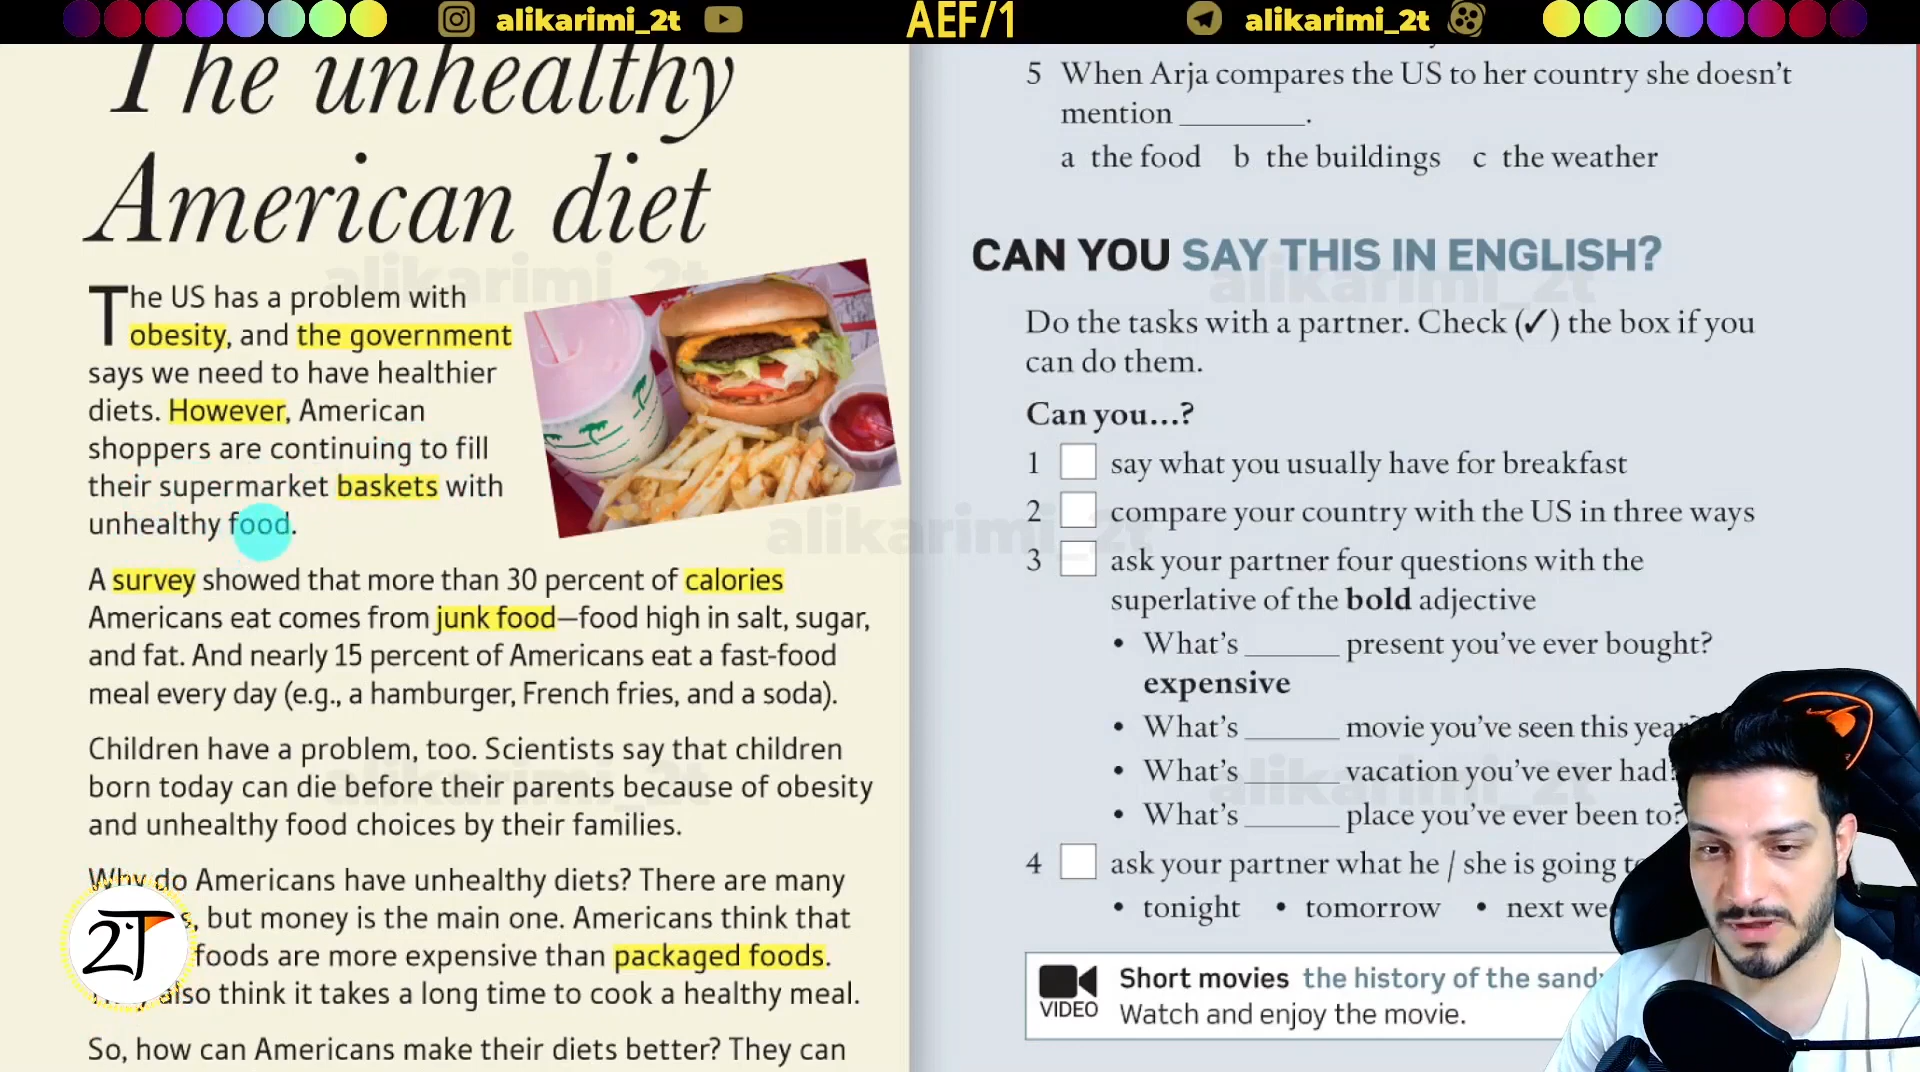 alikarimi_2t
AEF/1
alikarimi_2t
The unhealthy
American diet
The US has a problem with
obesity, and the government
says we need to have healthier
diets. However, American
shoppers are continuing to fill
their supermarket baskets with
unhealthy food.
A survey showed that more than 30 percent of calories
Americans eat comes from junk food—food high in salt, sugar,
and fat. And nearly 15 percent of Americans eat a fast-food
meal every day (e.g., a hamburger, French fries, and a soda).
Children have a problem, too. Scientists say that children
born today can die before their parents because of obesity
and unhealthy food choices by their families.
Why do Americans have unhealthy diets? There are many
, but money is the main one. Americans think that
foods are more expensive than packaged foods.
also think it takes a long time to cook a healthy meal.
So, how can Americans make their diets better? They can
2T
5 When Arja compares the US to her country she doesn't
mention ________.
a the food b the buildings c the weather
CAN YOU SAY THIS IN ENGLISH?
Do the tasks with a partner. Check (✓) the box if you
can do them.
Can you…?
1 say what you usually have for breakfast
2 compare your country with the US in three ways
3 ask your partner four questions with the
superlative of the bold adjective
• What's ______ present you've ever bought?
expensive
• What's ______ movie you've seen this year?
• What's ______ vacation you've ever had?
• What's ______ place you've ever been to?
4 ask your partner what he / she is going
• tonight • tomorrow • next
VIDEO
Short movies the history of the
Watch and enjoy the movie.
alikarimi_2t
alikarimi_2t
alikarimi_2t
alikarimi_2t
alikarimi_2t